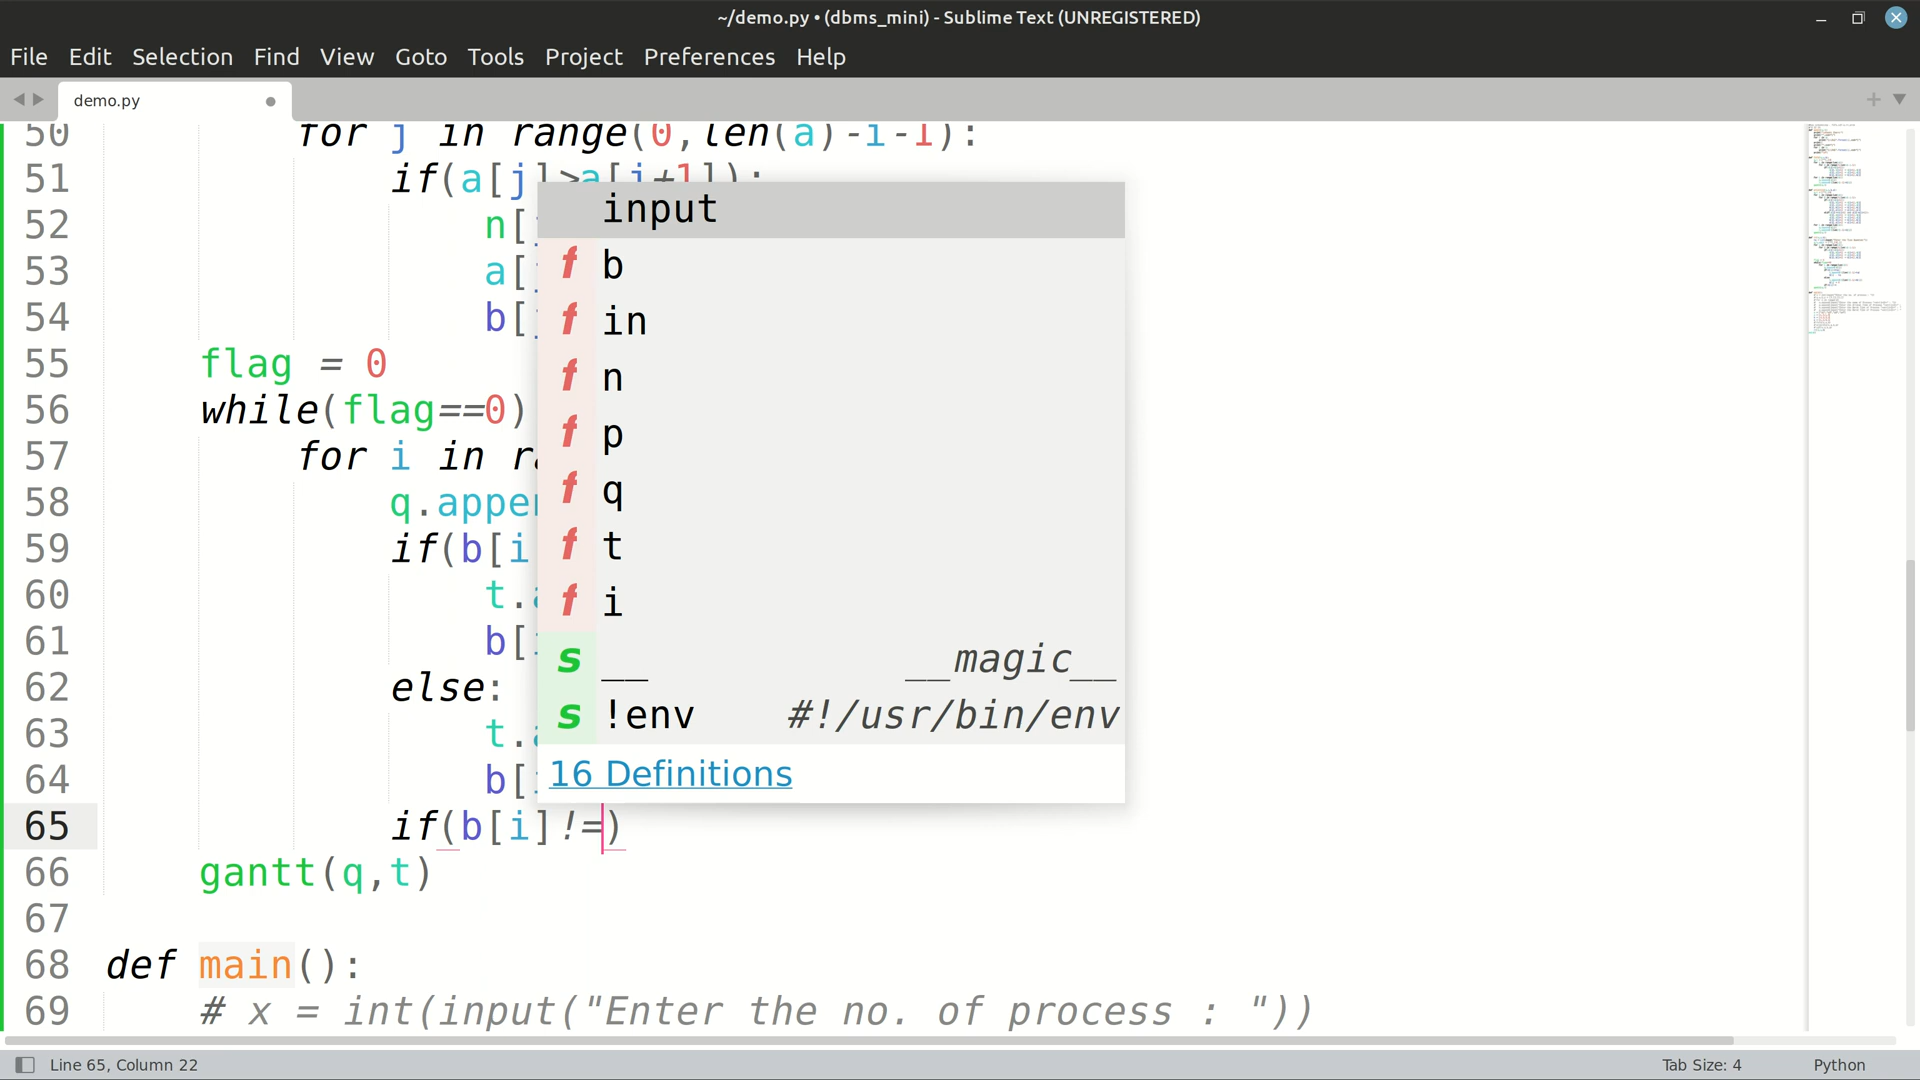 ~/demo.py • (dbms_mini) - Sublime Text (UNREGISTERED)
File Edit Selection Find View Goto Tools Project Preferences Help
demo.py
50 for j in range(0,len(a)-i-1):
51 if(a[j]>a[j+1]):
52 n[
53 a[
54 b[
55 flag = 0
56 while(flag==0)
57 for i in ra
58 q.appen
59 if(b[i
60 t.a
61 b[i
62 else:
63 t.a
64 b[i
65 if(b[i]!=)
66 gantt(q,t)
67
68 def main():
69 # x = int(input("Enter the no. of process : "))
input
f b
f in
f n
f p
f q
f t
f i
s __ __magic__
s !env #!/usr/bin/env
16 Definitions
Line 65, Column 22
Tab Size: 4 Python